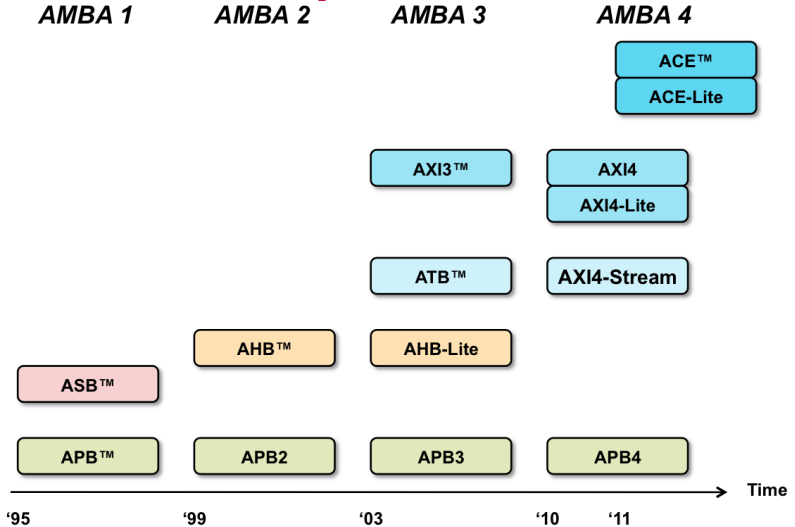 AMBA 1 AMBA 2 AMBA 3 AMBA 4
ACE™
ACE-Lite
AXI3™ AXI4
AXI4-Lite
ATB™ AXI4-Stream
AHB™ AHB-Lite
ASB™
APB™ APB2 APB3 APB4
Time
‘95 ‘99 ‘03 ‘10 ‘11